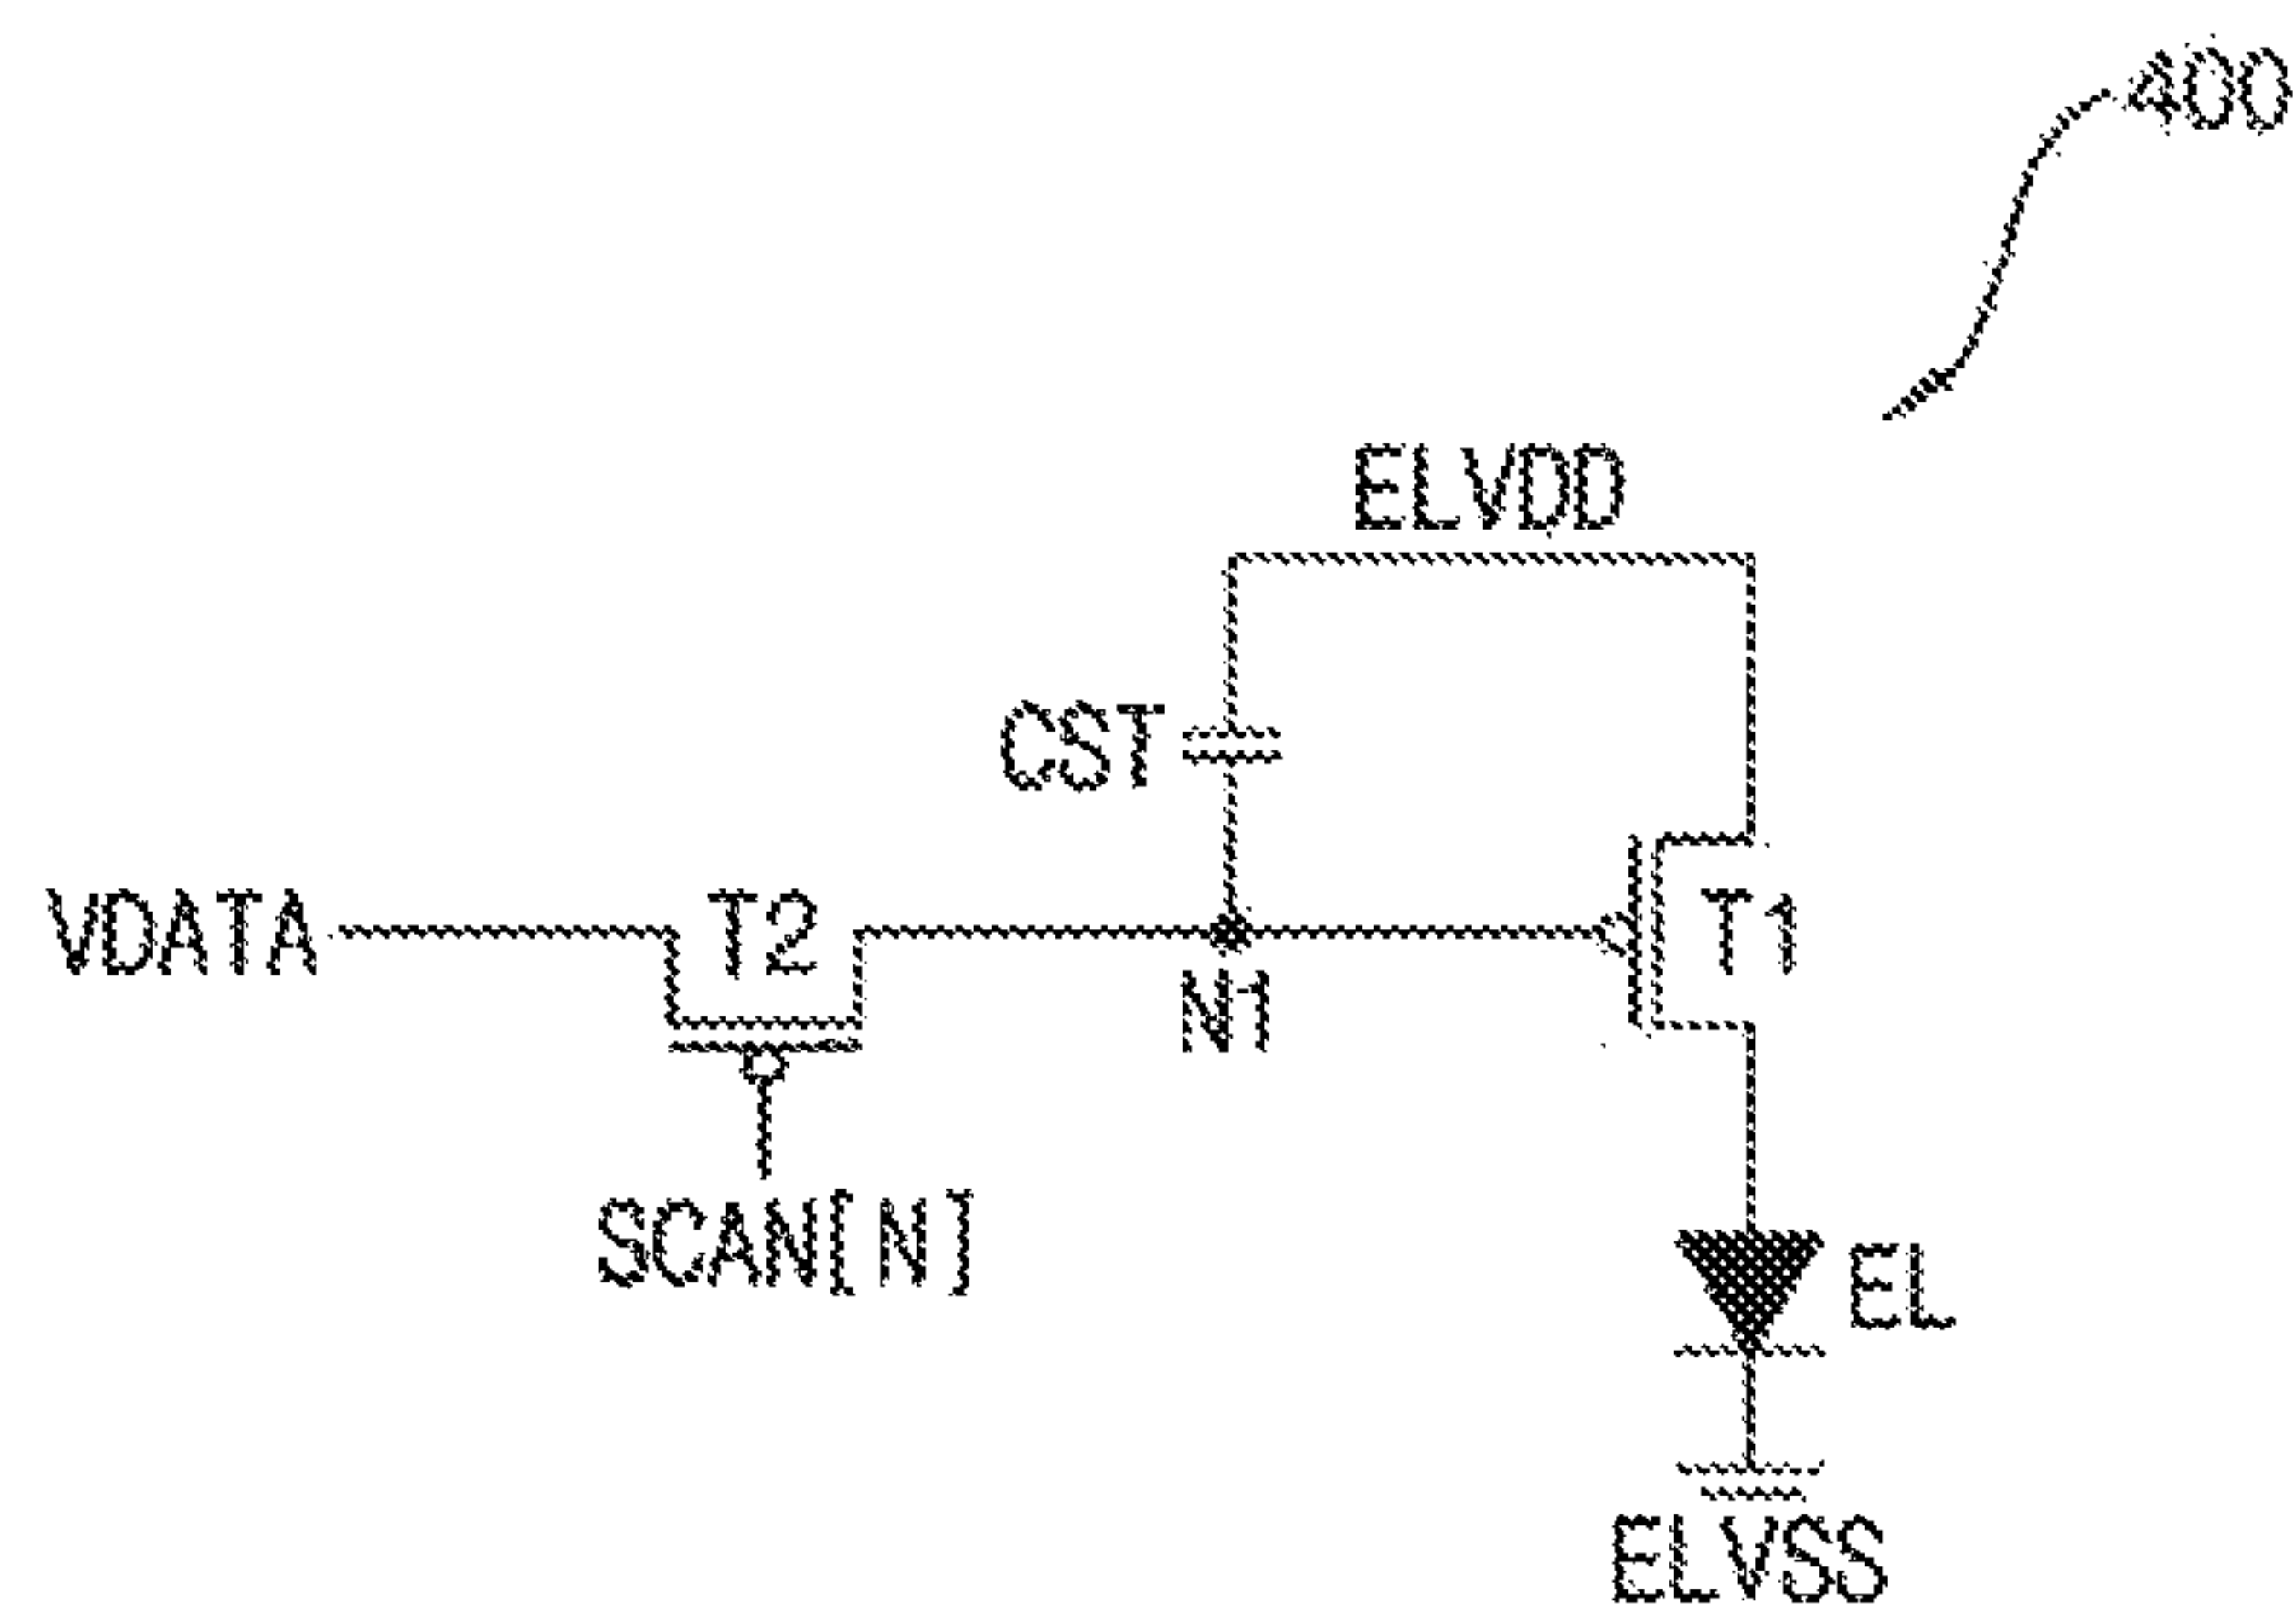 400
ELVDD
CST
VDATA
T2
T1
N1
SCAN[N]
EL
ELVSS